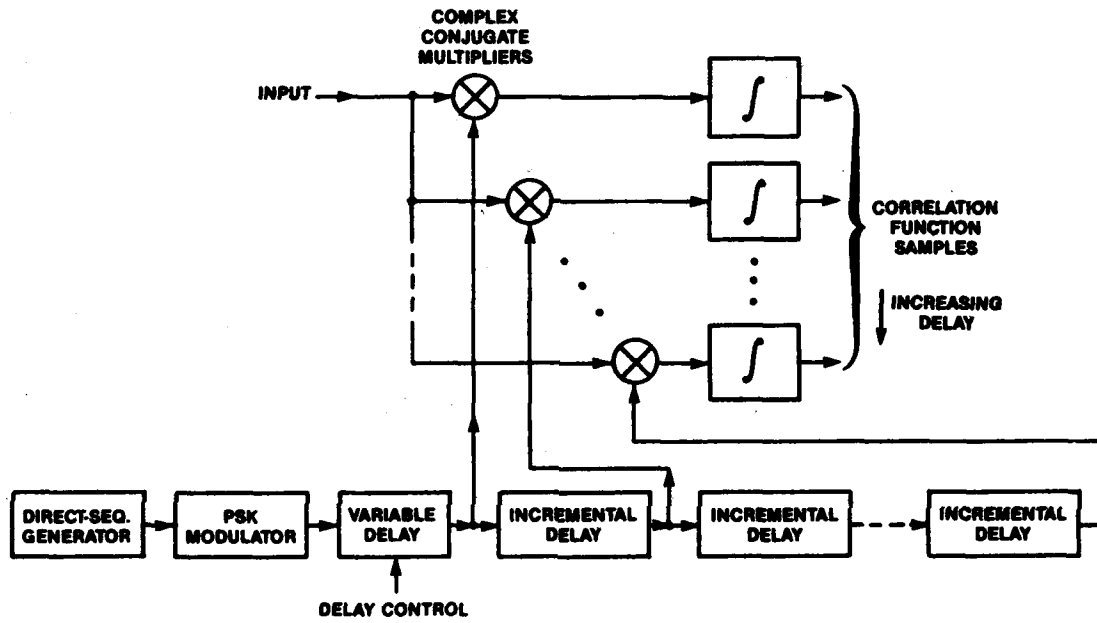 COMPLEX
CONJUGATE
MULTIPLIERS
INPUT
∫
∫
∫
CORRELATION
FUNCTION
SAMPLES
INCREASING
DELAY
DIRECT-SEQ.
GENERATOR
PSK
MODULATOR
VARIABLE
DELAY
INCREMENTAL
DELAY
INCREMENTAL
DELAY
INCREMENTAL
DELAY
DELAY CONTROL